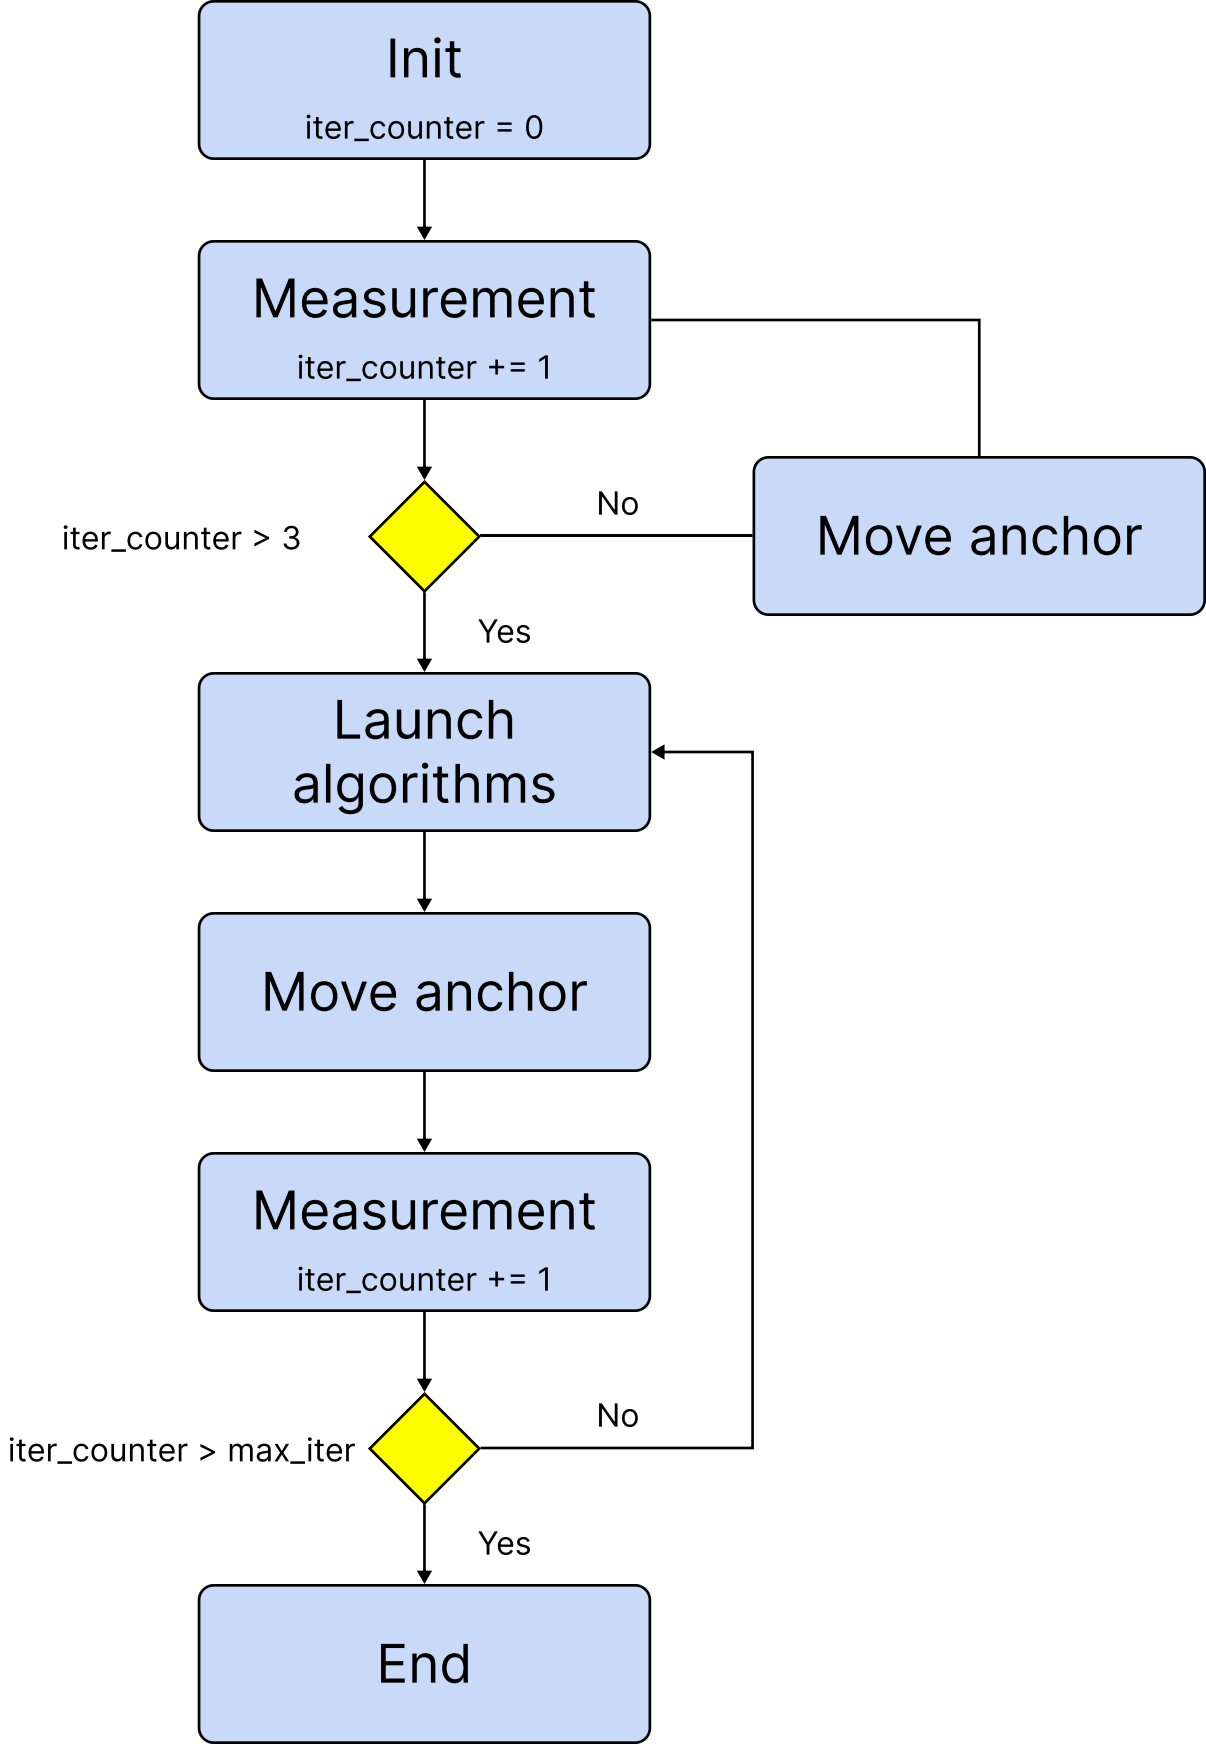 Init
iter_counter = 0
Measurement
iter_counter += 1
No
iter_counter > 3
Move anchor
Yes
Launch
algorithms
Move anchor
Measurement
iter_counter += 1
No
iter_counter > max_iter
Yes
End